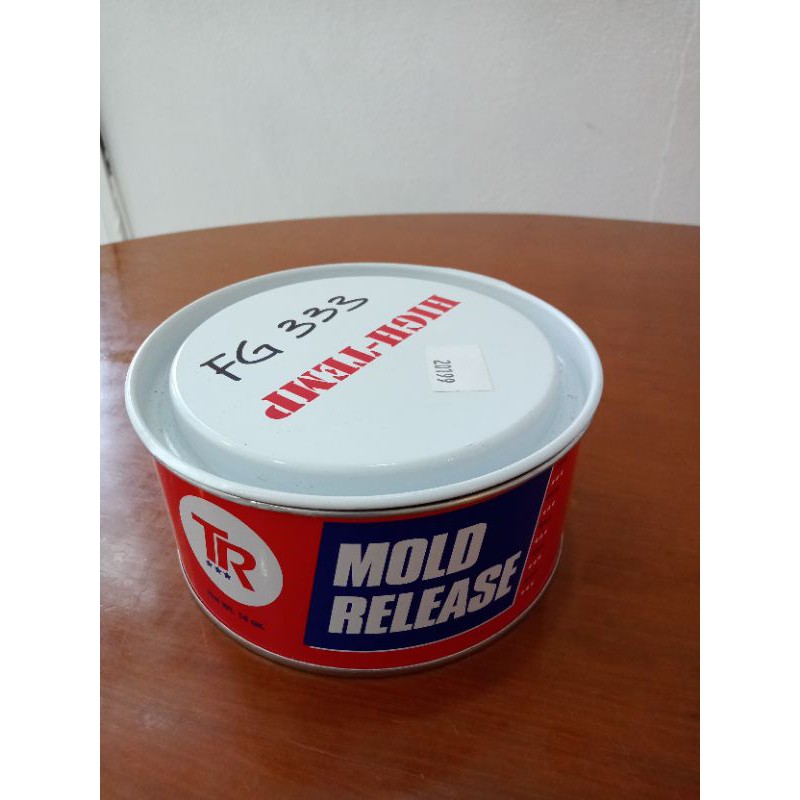 FG 333
HIGH-TEMP
20199
TR
MOLD
RELEASE